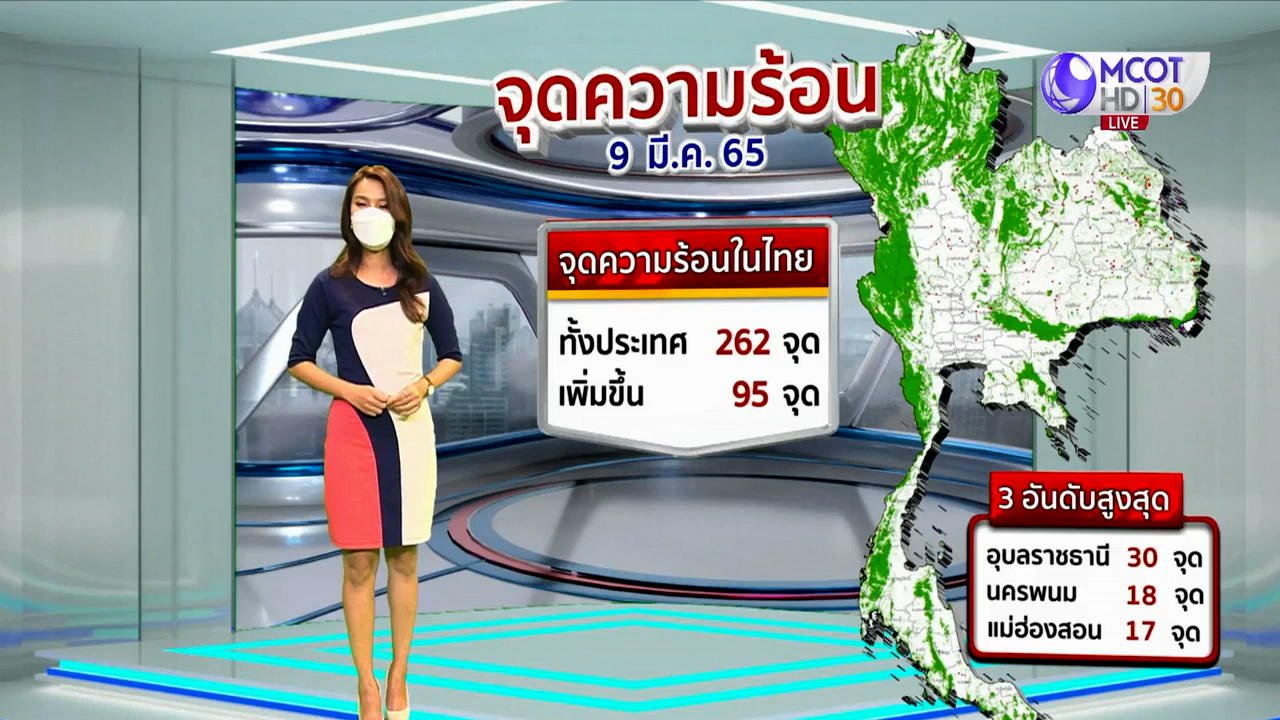 จุดความร้อน
9 มี.ค. 65
MCOT
HD 30
LIVE
จุดความร้อนในไทย
ทั้งประเทศ 262 จุด
เพิ่มขึ้น 95 จุด
3 อันดับสูงสุด
อุบลราชธานี 30 จุด
นครพนม 18 จุด
แม่ฮ่องสอน 17 จุด